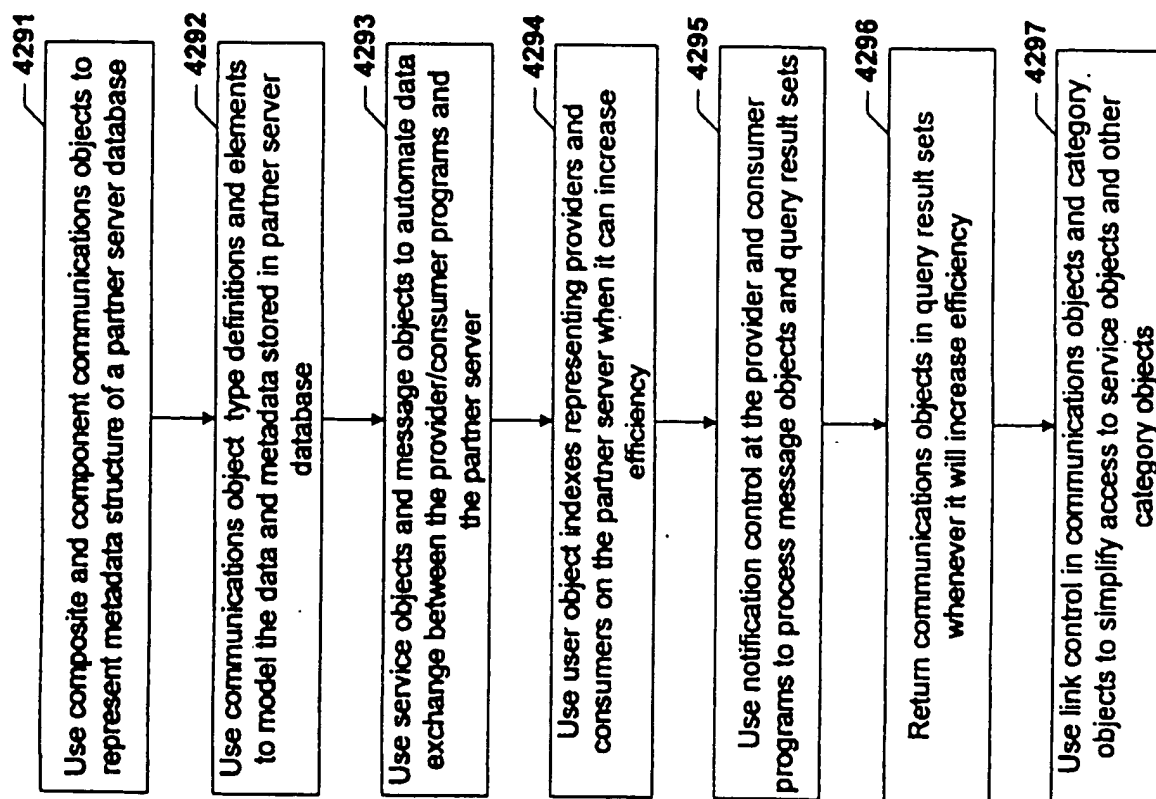 4291
Use composite and component communications objects to
represent metadata structure of a partner server database
4292
Use communications object type definitions and elements
to model the data and metadata stored in partner server
database
4293
Use service objects and message objects to automate data
exchange between the provider/consumer programs and
the partner server
4294
Use user object indexes representing providers and
consumers on the partner server when it can increase
efficiency
4295
Use notification control at the provider and consumer
programs to process message objects and query result sets
4296
Return communications objects in query result sets
whenever it will increase efficiency
4297
Use link control in communications objects and category.
objects to simplify access to service objects and other
category objects